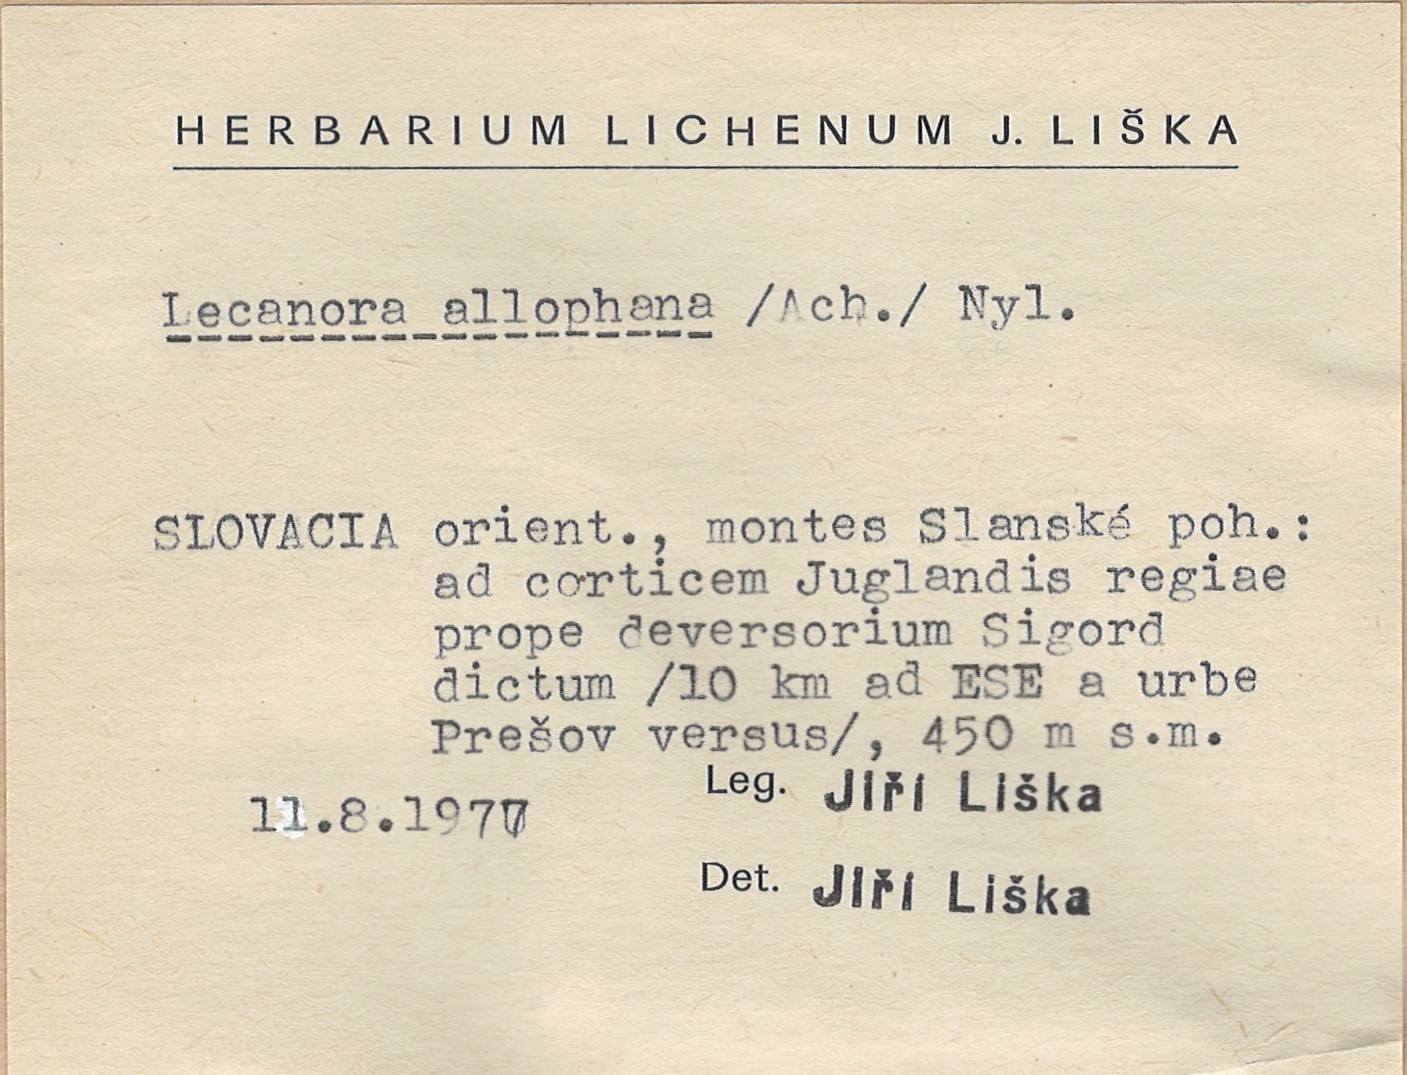 HERBARIUM LICHENUM J. LIŠKA
Lecanora allophana /Ach./ Nyl.
SLOVACIA orient., montes Slanské poh.:
ad corticem Juglandis regiae
prope deversorium Sigord
dictum /10 km ad ESE a urbe
Prešov versus/, 450 m s.m.
Leg. Jiří Liška
11.8.1977
Det. Jiří Liška